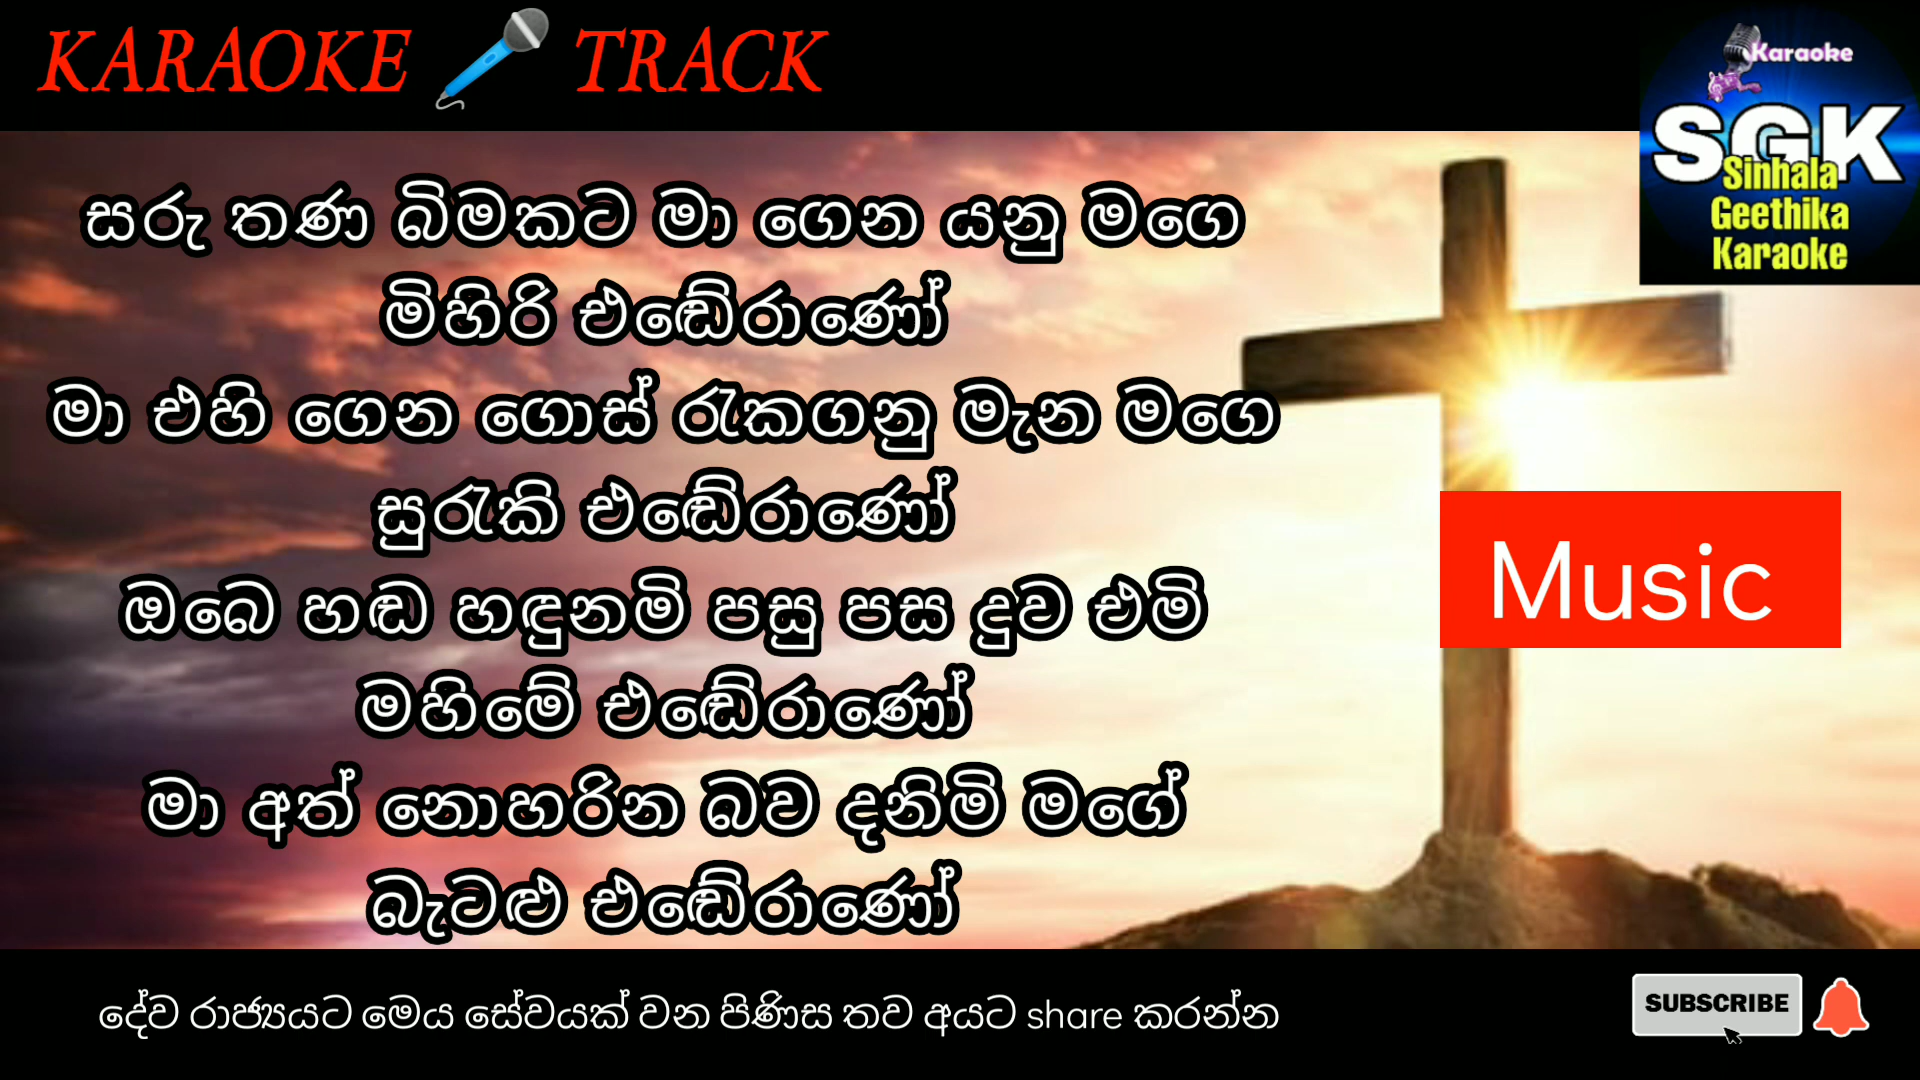 KARAOKE 🎤 TRACK
Karaoke
SGK
Sinhala
Geethika
Karaoke
සරු තණ බිමකට මා ගෙන යනු මගෙ
මිහිරි එඬේරාණෝ
මා එහි ගෙන ගොස් රැකගනු මැන මගෙ
සුරැකි එඬේරාණෝ
ඔබෙ හඬ හඳුනමි පසු පස දුව එමි
මහිමේ එඬේරාණෝ
මා අත් නොහරින බව දනිමි මගේ
බැටළු එඬේරාණෝ
Music
දේව රාජ්‍යයට මෙය සේවයක් වන පිණිස තව අයට share කරන්න
SUBSCRIBE